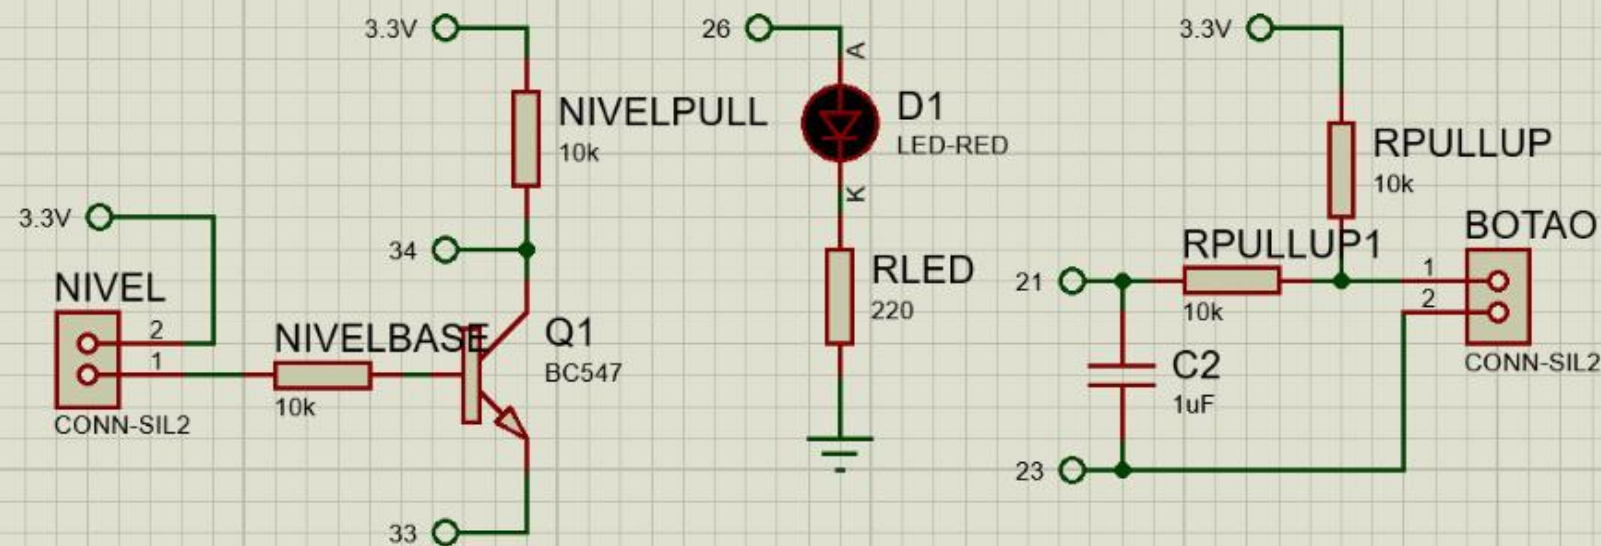 3.3V
NIVELPULL
10k
34
3.3V
NIVEL
2
1
CONN-SIL2
NIVELBASE
10k
Q1
BC547
33
26
A
D1
LED-RED
K
RLED
220
3.3V
RPULLUP
10k
21
RPULLUP1
10k
BOTAO
1
2
CONN-SIL2
C2
1uF
23